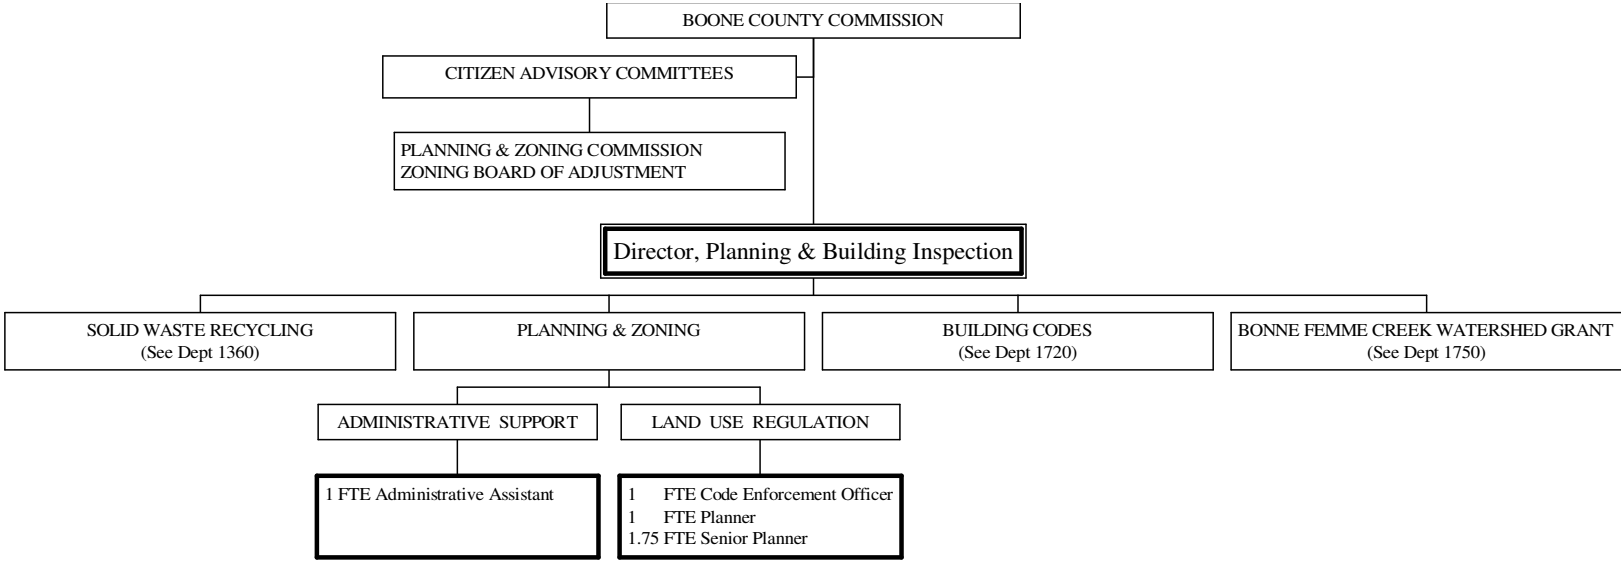 BOONE COUNTY COMMISSION
CITIZEN ADVISORY COMMITTEES
PLANNING & ZONING COMMISSION
ZONING BOARD OF ADJUSTMENT
Director, Planning & Building Inspection
SOLID WASTE RECYCLING
(See Dept 1360)
PLANNING & ZONING
BUILDING CODES
(See Dept 1720)
BONNE FEMME CREEK WATERSHED GRANT
(See Dept 1750)
ADMINISTRATIVE SUPPORT
LAND USE REGULATION
1 FTE Administrative Assistant
1 FTE Code Enforcement Officer
1 FTE Planner
1.75 FTE Senior Planner